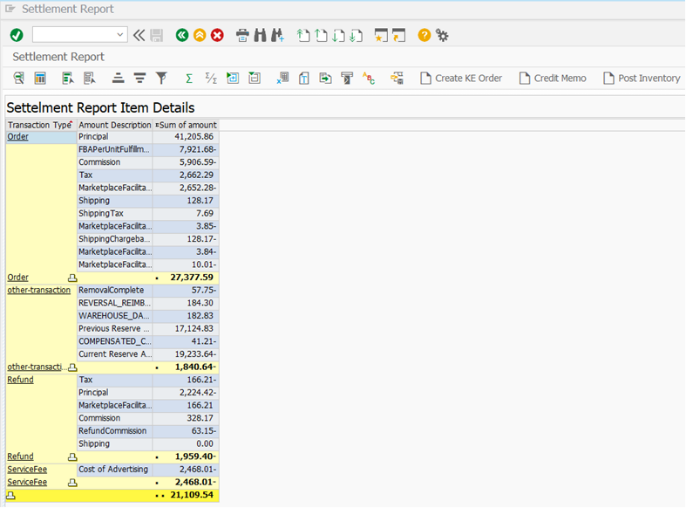 Settlement Report
Settlement Report
Create KE Order Credit Memo Post Inventory
Settelment Report Item Details
Transaction Type Amount Description Sum of amount
Order Principal 41,205.86
FBAPerUnitFulfillm... 7,921.68-
Commission 5,906.59-
Tax 2,662.29
MarketplaceFacilita... 2,652.28-
Shipping 128.17
ShippingTax 7.69
MarketplaceFacilita... 3.85-
ShippingChargeba... 128.17-
MarketplaceFacilita... 3.84-
MarketplaceFacilita... 10.01-
Order 27,377.59
other-transaction RemovalComplete 57.75-
REVERSAL_REIMB... 184.30
WAREHOUSE_DA... 182.83
Previous Reserve ... 17,124.83
COMPENSATED_C... 41.21-
Current Reserve A... 19,233.64-
other-transacti... 1,840.64-
Refund Tax 166.21-
Principal 2,224.42-
MarketplaceFacilita... 166.21
Commission 328.17
RefundCommission 63.15-
Shipping 0.00
Refund 1,959.40-
ServiceFee Cost of Advertising 2,468.01-
ServiceFee 2,468.01-
21,109.54